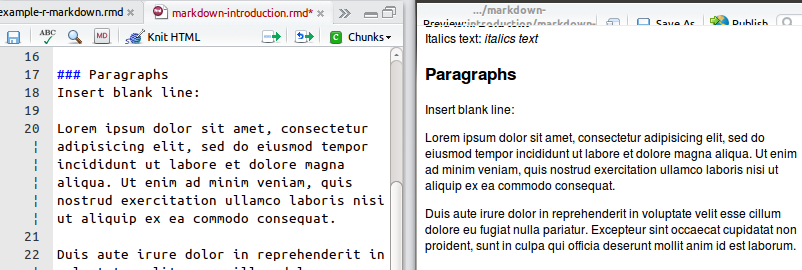 example-r-markdown.rmd
markdown-introduction.rmd*
ABC
MD
Knit HTML
C Chunks
16
17 ### Paragraphs
18 Insert blank line:
19
20 Lorem ipsum dolor sit amet, consectetur
adipisicing elit, sed do eiusmod tempor
incididunt ut labore et dolore magna
aliqua. Ut enim ad minim veniam, quis
nostrud exercitation ullamco laboris nisi
ut aliquip ex ea commodo consequat.
21
22 Duis aute irure dolor in reprehenderit in
.../markdown-
Preview: introduction/markdown-
Save As
Publish
Italics text: italics text
Paragraphs
Insert blank line:
Lorem ipsum dolor sit amet, consectetur adipisicing elit, sed do
eiusmod tempor incididunt ut labore et dolore magna aliqua. Ut enim
ad minim veniam, quis nostrud exercitation ullamco laboris nisi ut
aliquip ex ea commodo consequat.
Duis aute irure dolor in reprehenderit in voluptate velit esse cillum
dolore eu fugiat nulla pariatur. Excepteur sint occaecat cupidatat non
proident, sunt in culpa qui officia deserunt mollit anim id est laborum.